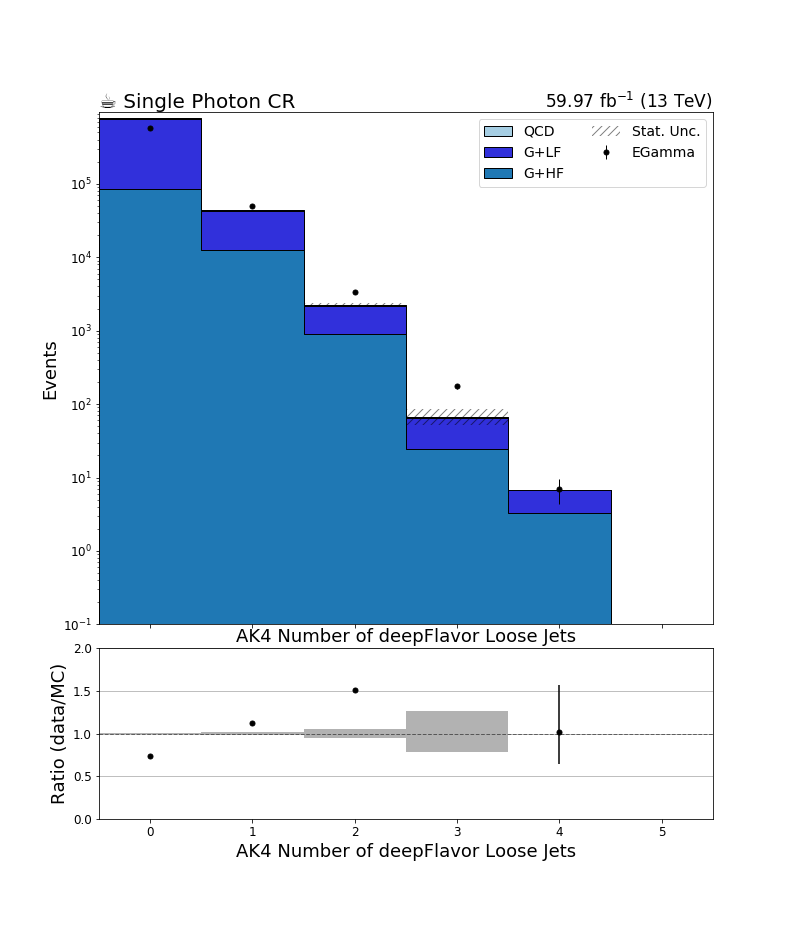 ☕ Single Photon CR 59.97 fb⁻¹ (13 TeV)
QCD Stat. Unc.
G+LF EGamma
G+HF
10⁵
10⁴
10³
10²
10¹
10⁰
10⁻¹
Events
AK4 Number of deepFlavor Loose Jets
2.0
1.5
1.0
0.5
0.0
Ratio (data/MC)
0 1 2 3 4 5
AK4 Number of deepFlavor Loose Jets